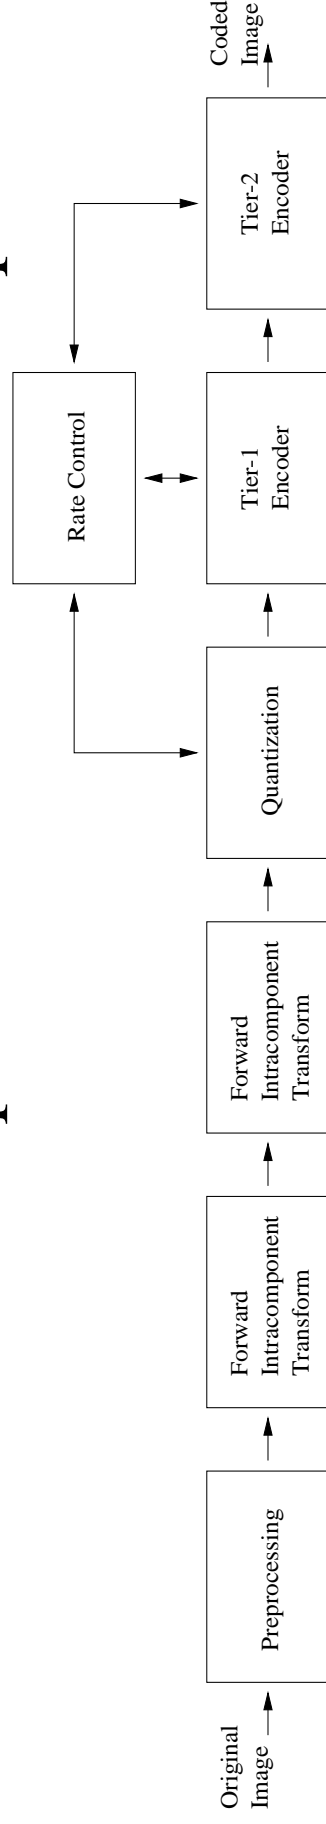 Original
Image
Preprocessing
Forward
Intracomponent
Transform
Forward
Intracomponent
Transform
Quantization
Rate Control
Tier-1
Encoder
Tier-2
Encoder
Coded
Image